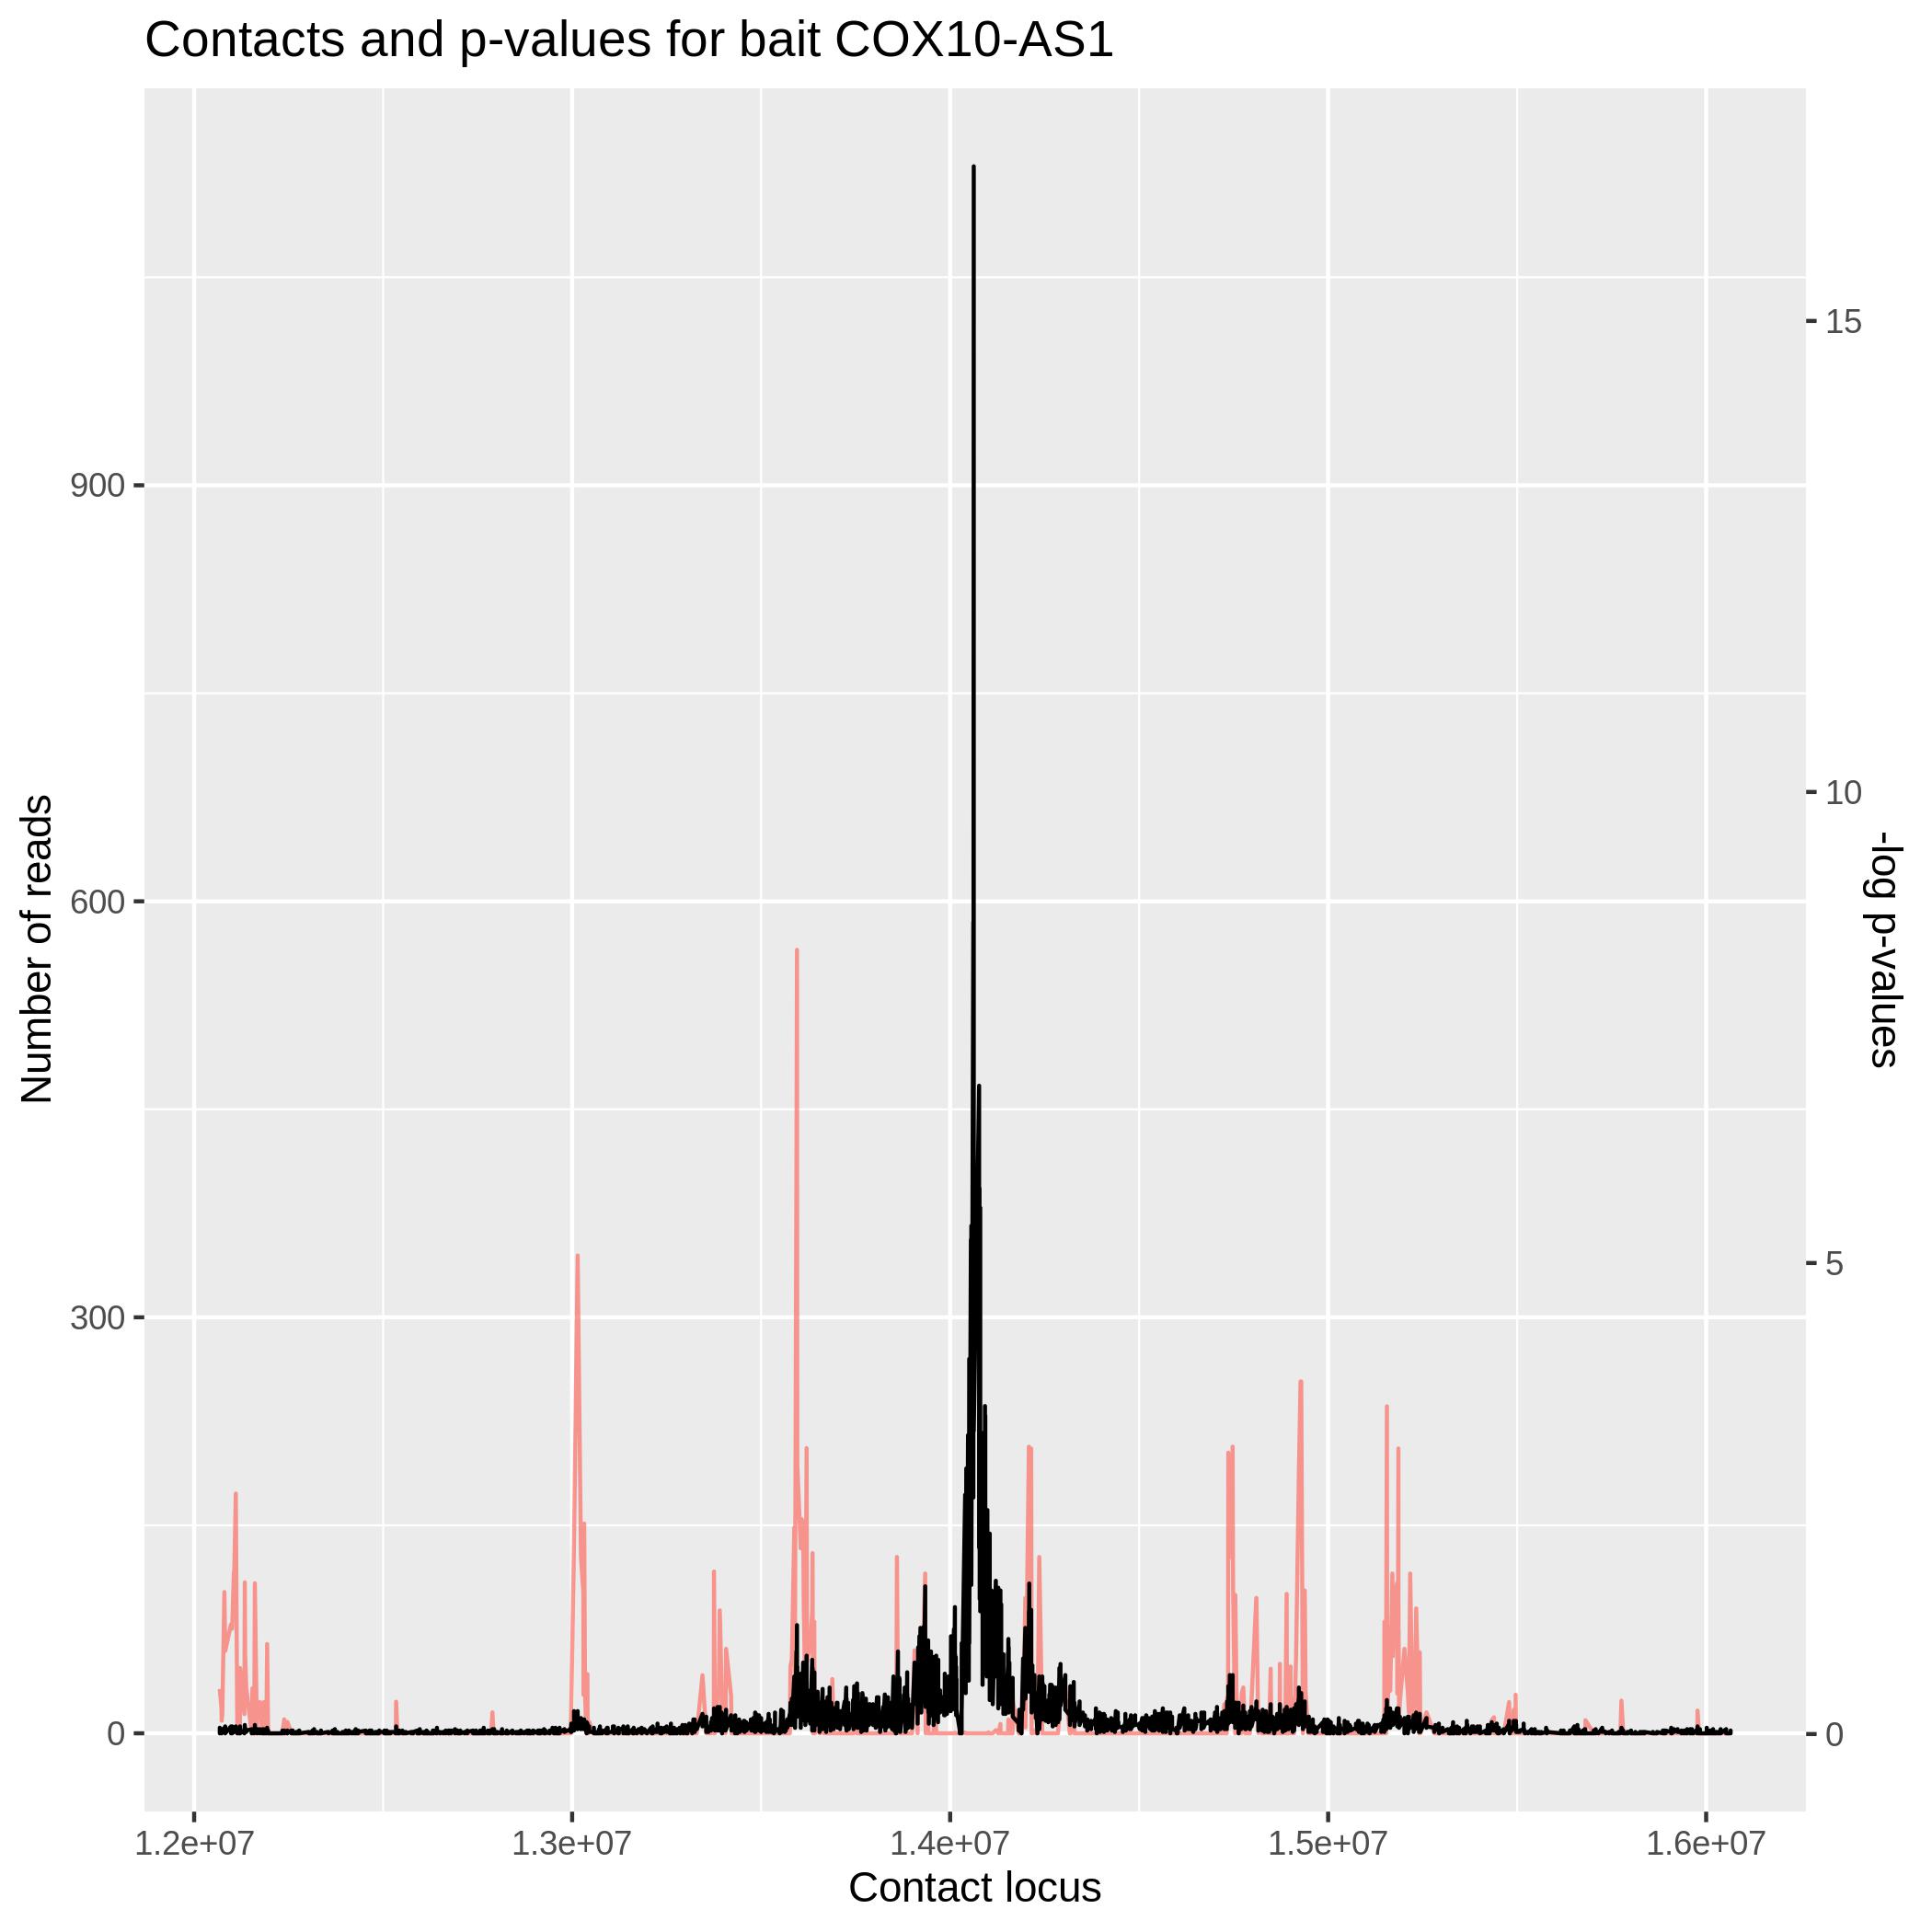 Contacts and p-values for bait COX10-AS1
Number of reads
900
600
300
0
15
10
5
0
-log p-values
1.2e+07
1.3e+07
1.4e+07
1.5e+07
1.6e+07
Contact locus